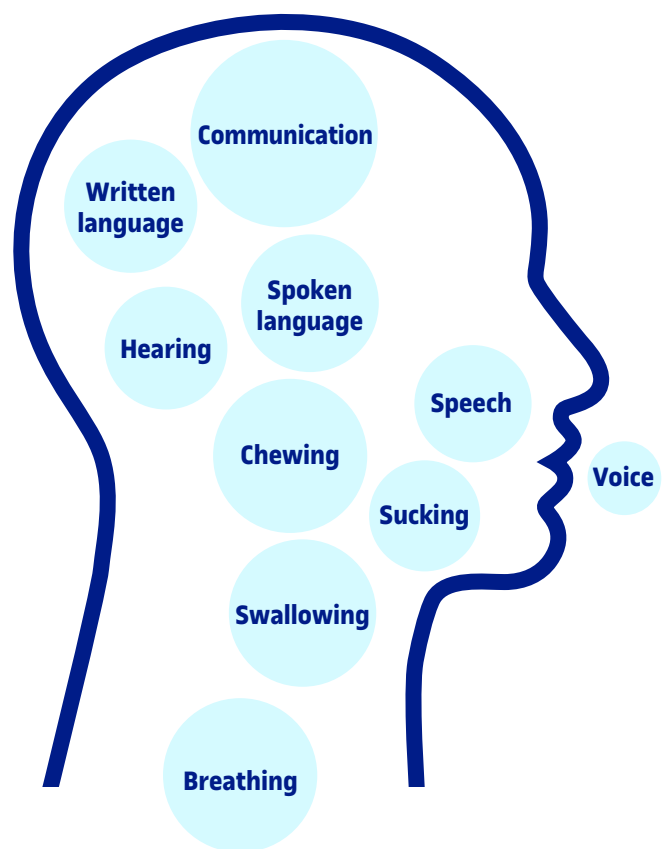 Communication
Written
language
Spoken
language
Hearing
Speech
Chewing
Voice
Sucking
Swallowing
Breathing